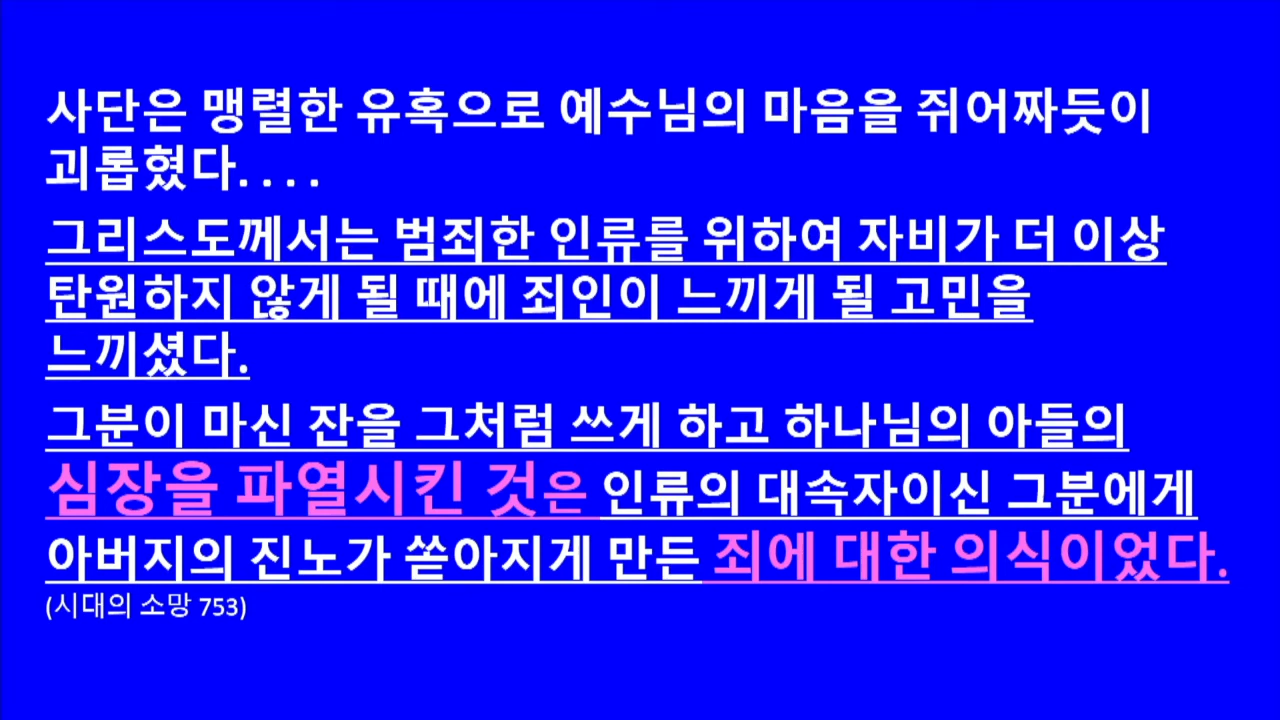 사단은 맹렬한 유혹으로 예수님의 마음을 쥐어짜듯이
괴롭혔다. . . .
그리스도께서는 범죄한 인류를 위하여 자비가 더 이상
탄원하지 않게 될 때에 죄인이 느끼게 될 고민을
느끼셨다.
그분이 마신 잔을 그처럼 쓰게 하고 하나님의 아들의
심장을 파열시킨 것은 인류의 대속자이신 그분에게
아버지의 진노가 쏟아지게 만든 죄에 대한 의식이었다.
(시대의 소망 753)